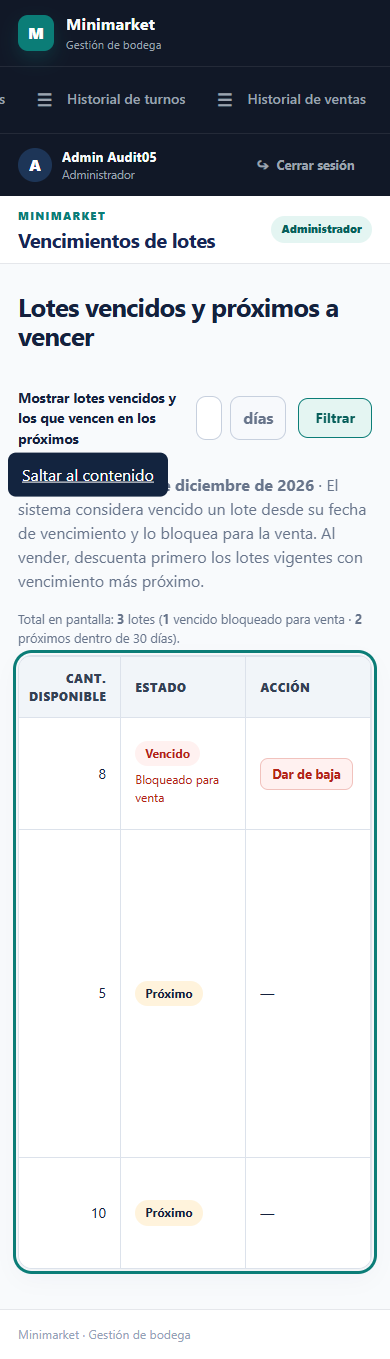 M
Minimarket
Gestión de bodega
s
Historial de turnos
Historial de ventas
A
Admin Audit05
Administrador
Cerrar sesión
MINIMARKET
Vencimientos de lotes
Administrador
Lotes vencidos y próximos a
vencer
Mostrar lotes vencidos y
los que vencen en los
próximos
días
Filtrar
Saltar al contenido
diciembre de 2026 · El
sistema considera vencido un lote desde su fecha
de vencimiento y lo bloquea para la venta. Al
vender, descuenta primero los lotes vigentes con
vencimiento más próximo.
Total en pantalla: 3 lotes (1 vencido bloqueado para venta · 2
próximos dentro de 30 días).
CANT.
DISPONIBLE
ESTADO
ACCIÓN
8
Vencido
Bloqueado para
venta
Dar de baja
5
Próximo
—
10
Próximo
—
Minimarket · Gestión de bodega